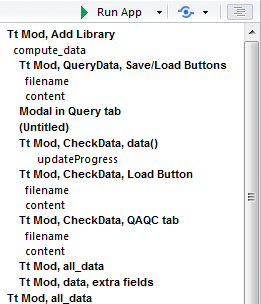 Run App
Tt Mod, Add Library
compute_data
Tt Mod, QueryData, Save/Load Buttons
filename
content
Modal in Query tab
(Untitled)
Tt Mod, CheckData, data()
updateProgress
Tt Mod, CheckData, Load Button
filename
content
Tt Mod, CheckData, QAQC tab
filename
content
Tt Mod, all_data
Tt Mod, data, extra fields
Tt Mod, all_data